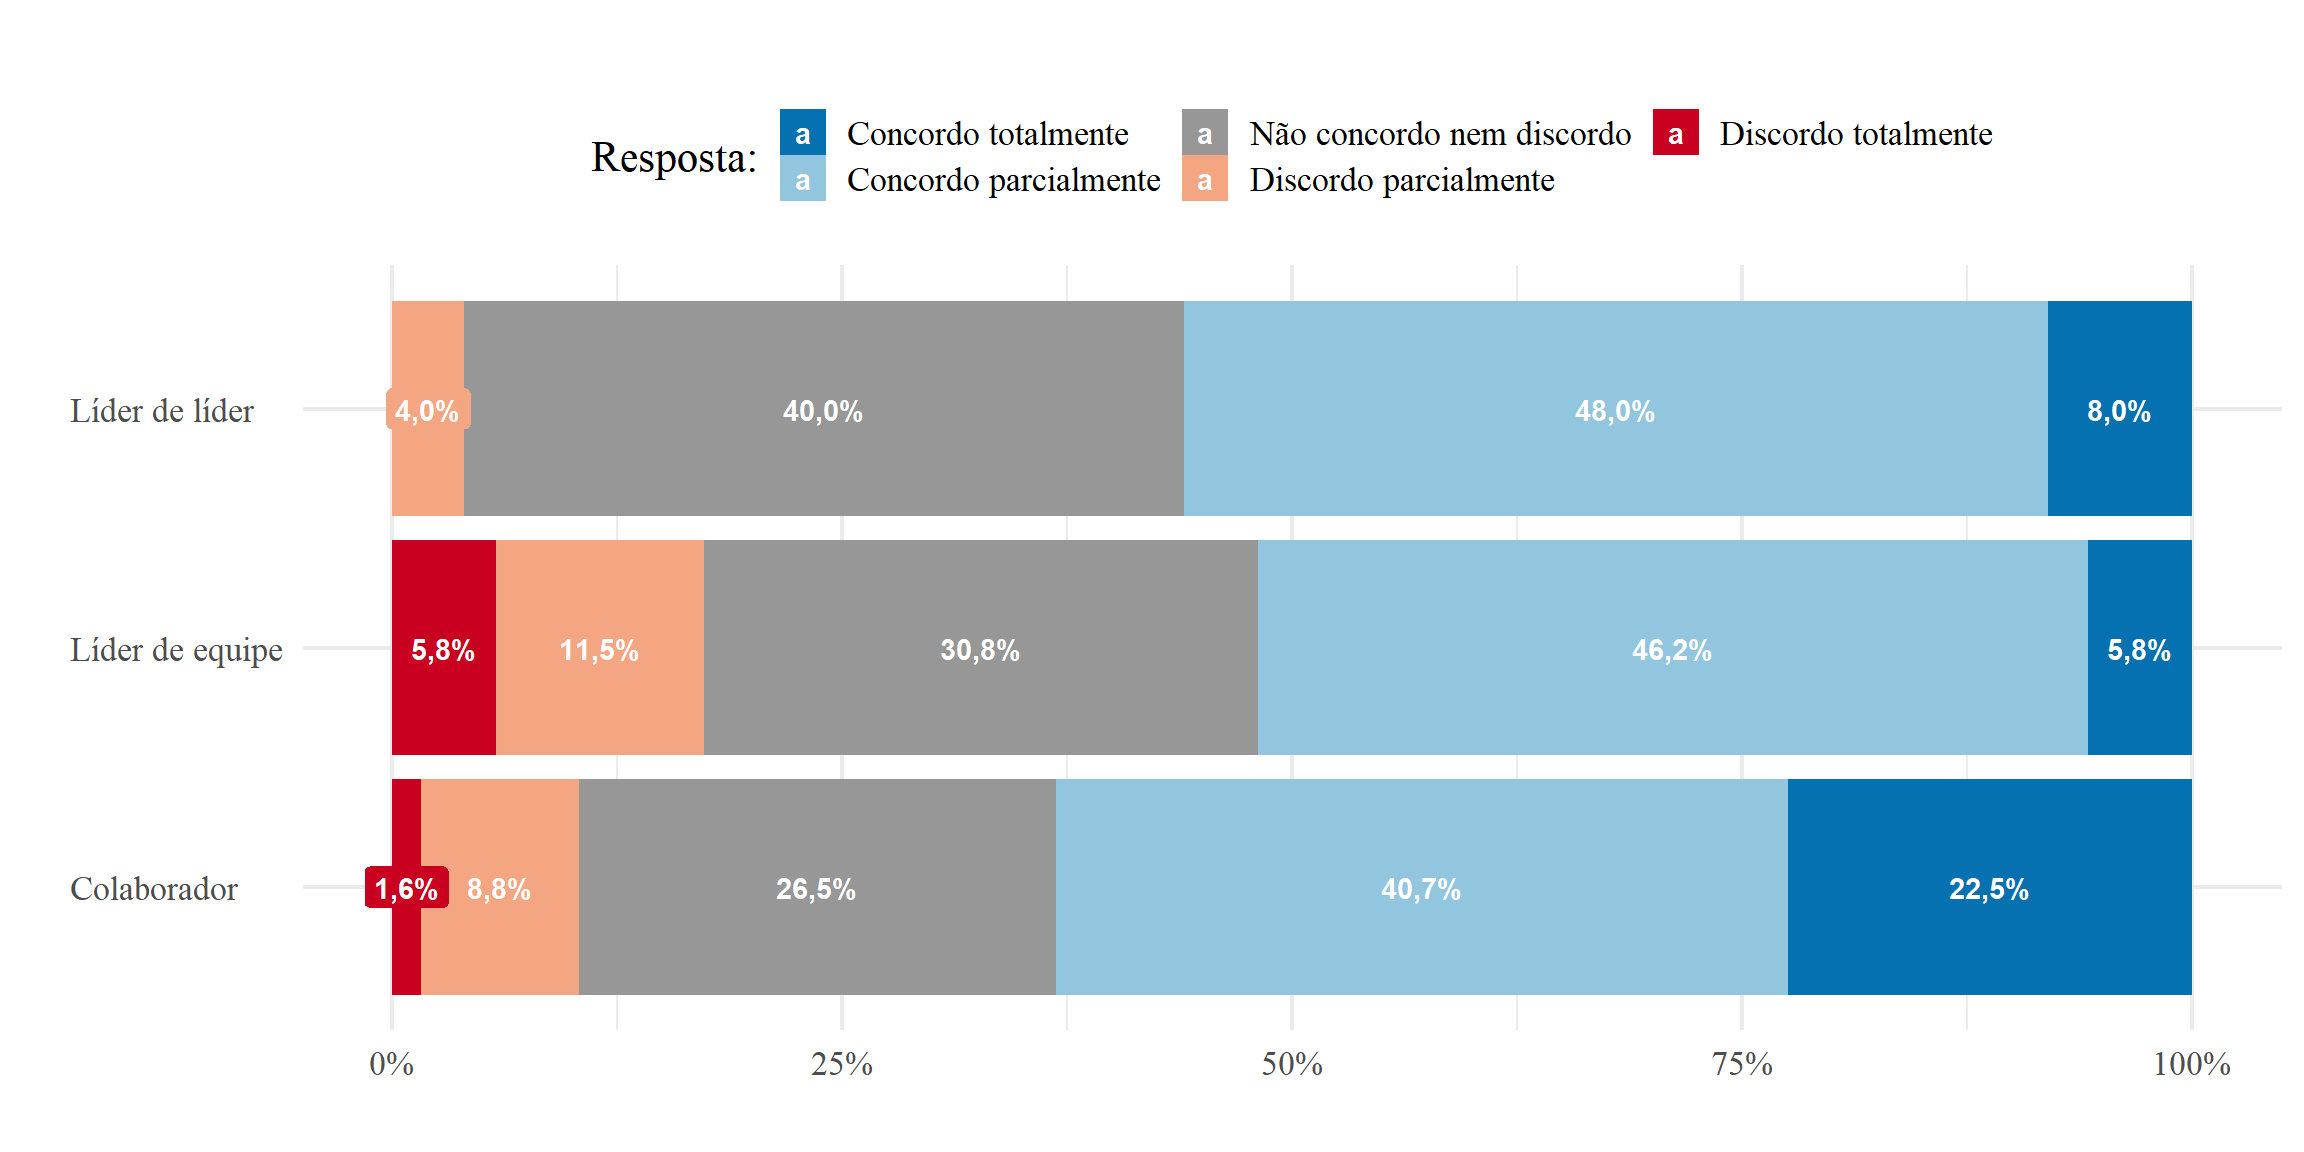 Resposta:
a Concordo totalmente
a Concordo parcialmente
a Não concordo nem discordo
a Discordo parcialmente
a Discordo totalmente
Líder de líder
4,0% 40,0% 48,0% 8,0%
Líder de equipe
5,8% 11,5% 30,8% 46,2% 5,8%
Colaborador
1,6% 8,8% 26,5% 40,7% 22,5%
0% 25% 50% 75% 100%